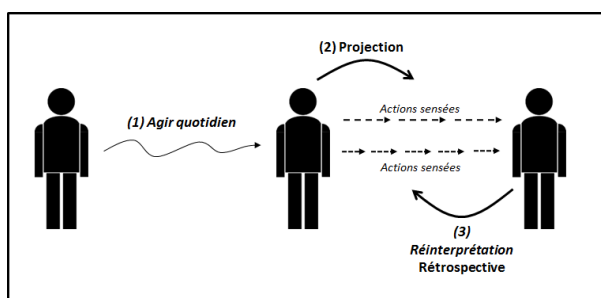 (2) Projection
(1) Agir quotidien
Actions sensées
Actions sensées
(3)
Réinterprétation
Rétrospective